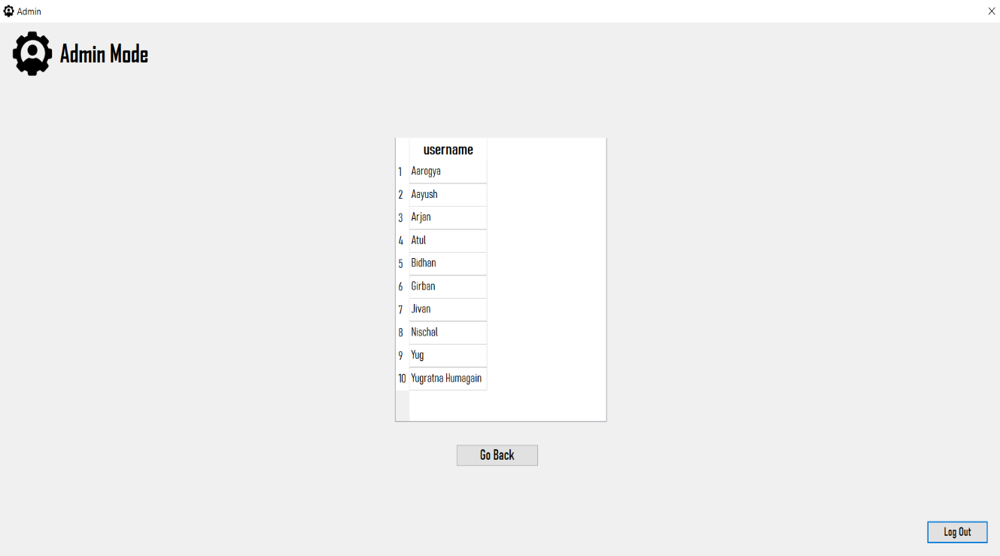 Admin
Admin Mode
username
1 Aarogya
2 Aayush
3 Arjan
4 Atul
5 Bidhan
6 Girban
7 Jivan
8 Nischal
9 Yug
10 Yugratna Humagain
Go Back
Log Out